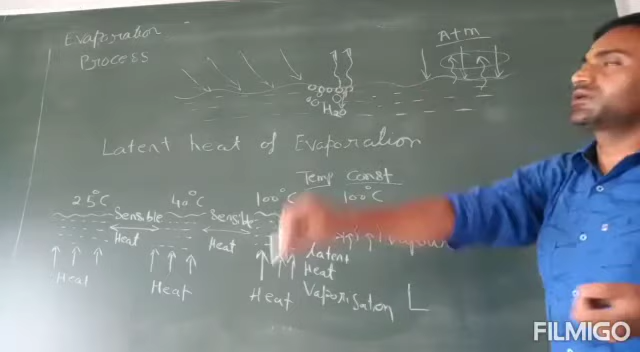 Evaporation
Process
Atm
H2O
Latent heat of Evaporation
Temp Const
25°C
40°C
100°C
100°C
Sensible
Heat
Sensible
Heat
Vapour
latent
heat
Heat
Heat
Heat
Vaporisation L
FILMIGO